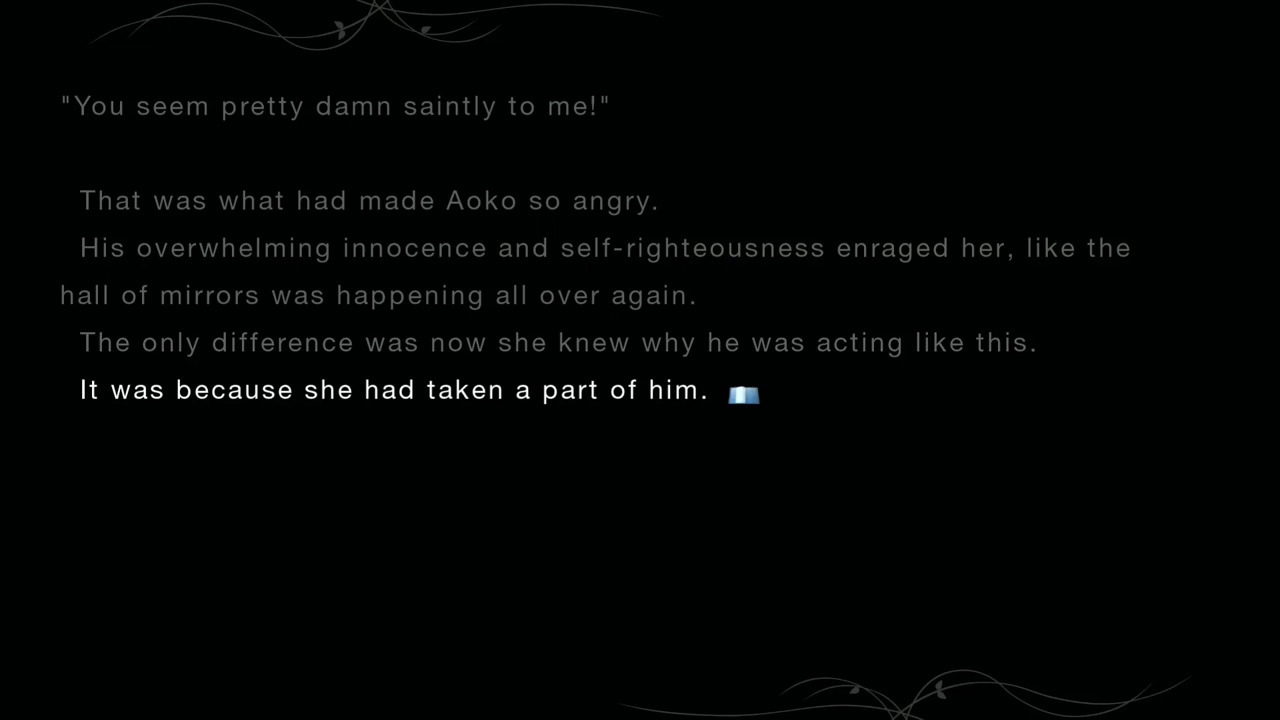 "You seem pretty damn saintly to me!"
That was what had made Aoko so angry.
His overwhelming innocence and self-righteousness enraged her, like the
hall of mirrors was happening all over again.
The only difference was now she knew why he was acting like this.
It was because she had taken a part of him.